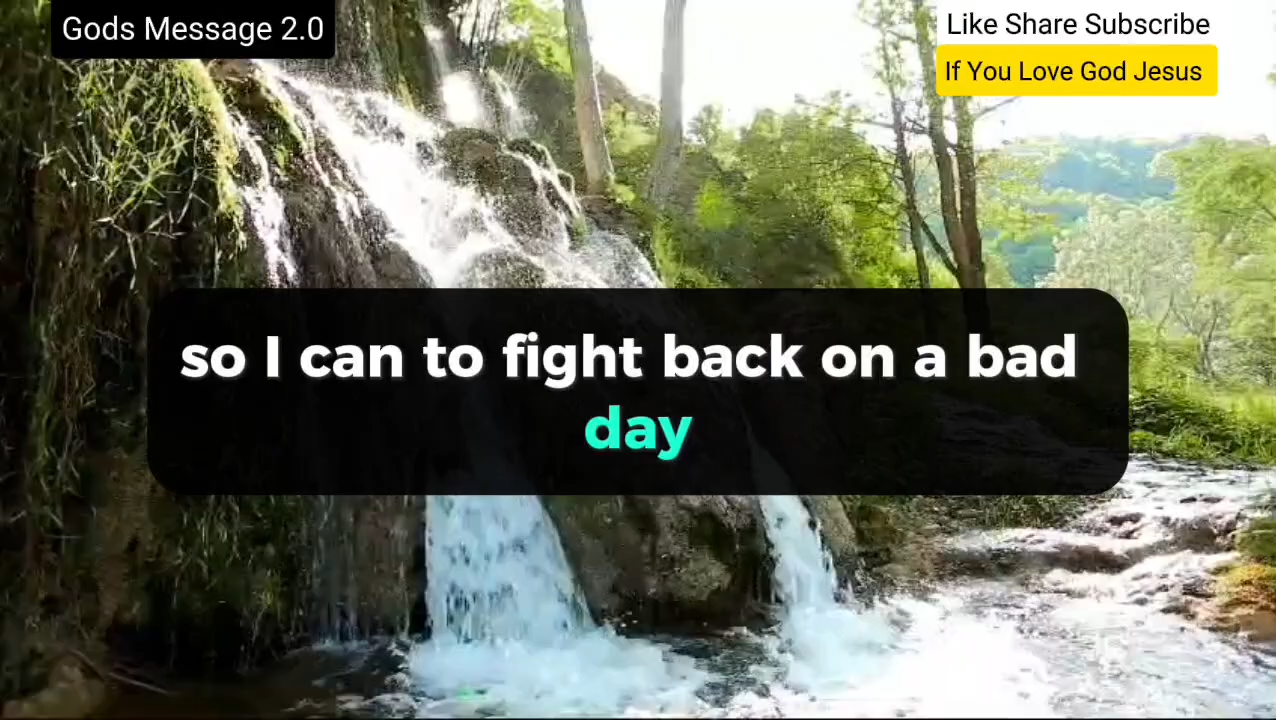 Gods Message 2.0
Like Share Subscribe
If You Love God Jesus
so I can to fight back on a bad
day